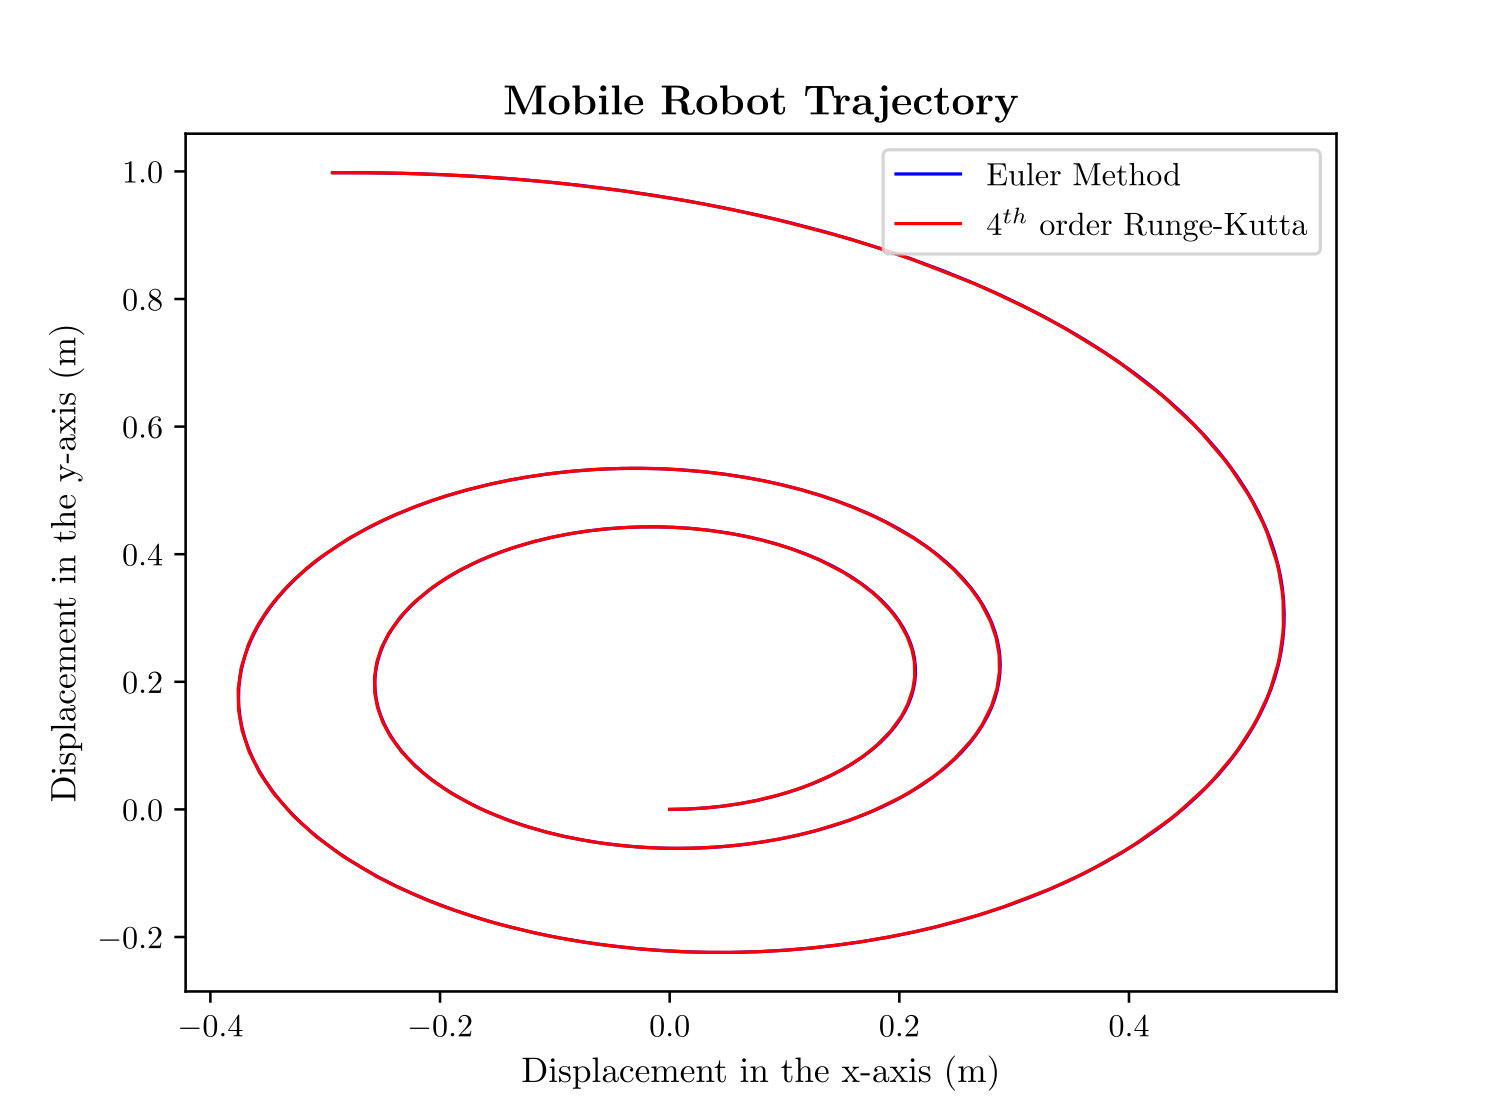 Mobile Robot Trajectory
Euler Method
4^{th} order Runge-Kutta
Displacement in the y-axis (m)
1.0
0.8
0.6
0.4
0.2
0.0
−0.2
−0.4 −0.2 0.0 0.2 0.4
Displacement in the x-axis (m)